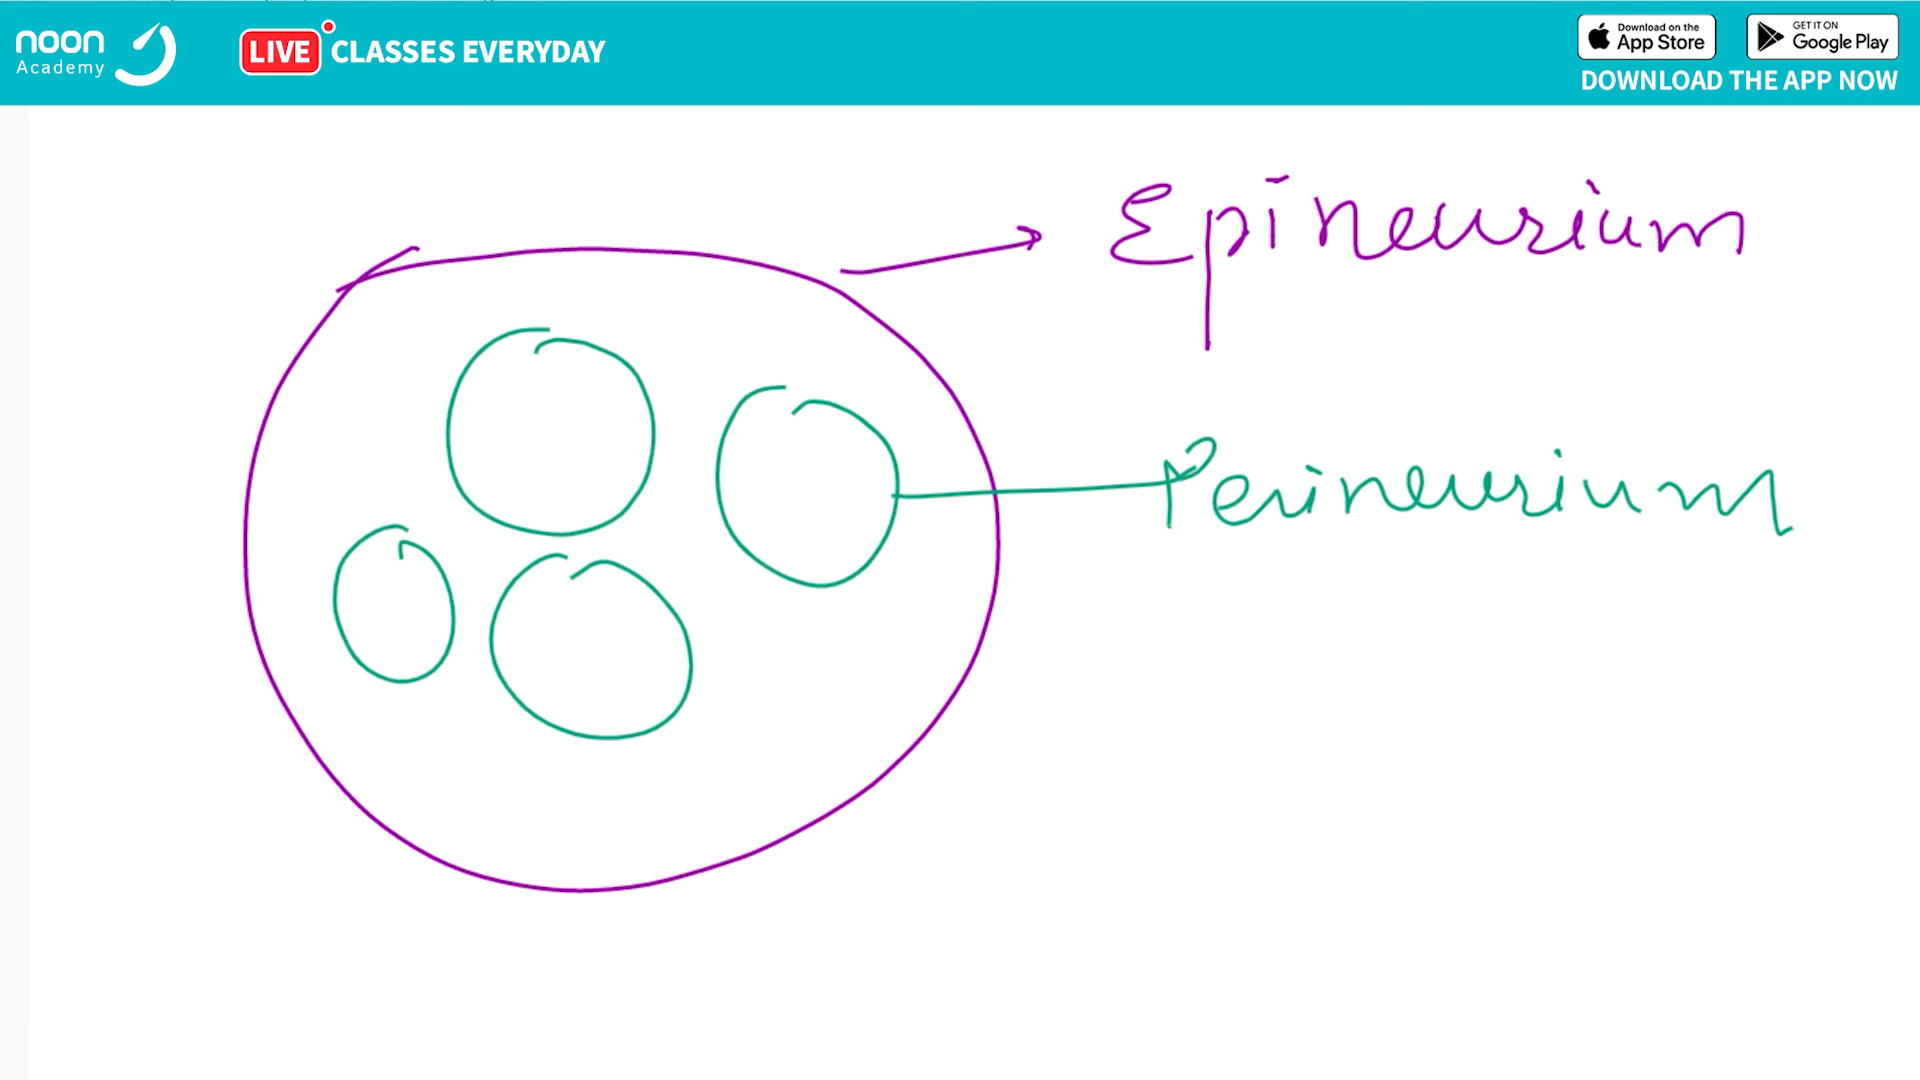 noon
Academy
LIVE CLASSES EVERYDAY
Download on the
App Store
GET IT ON
Google Play
DOWNLOAD THE APP NOW
Epineurium
Perineurium